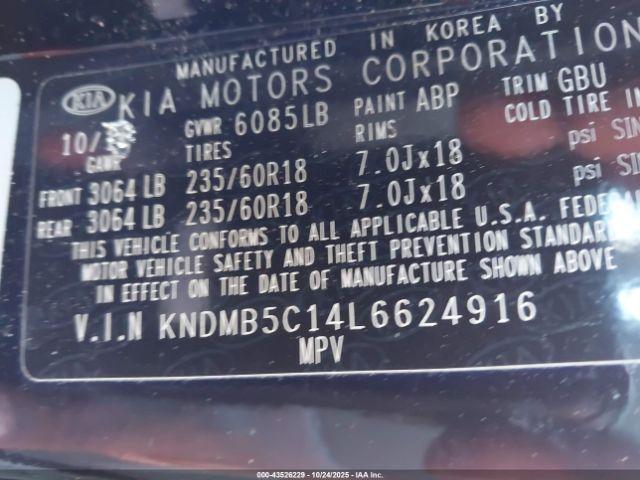 MANUFACTURED IN KOREA BY
KIA KIA MOTORS CORPORATION
10/ GVWR 6085LB PAINT ABP TRIM GBU
GAWR TIRES RIMS COLD TIRE
FRONT 3064 LB 235/60R18 7.0Jx18 psi
REAR 3064 LB 235/60R18 7.0Jx18 psi
THIS VEHICLE CONFORMS TO ALL APPLICABLE U.S.A.
MOTOR VEHICLE SAFETY AND THEFT PREVENTION
IN EFFECT ON THE DATE OF MANUFACTURE SHOWN ABOVE
V.I.N KNDMB5C14L6624916
MPV
000-43526229 - 10/24/2025 - IAA, Inc.